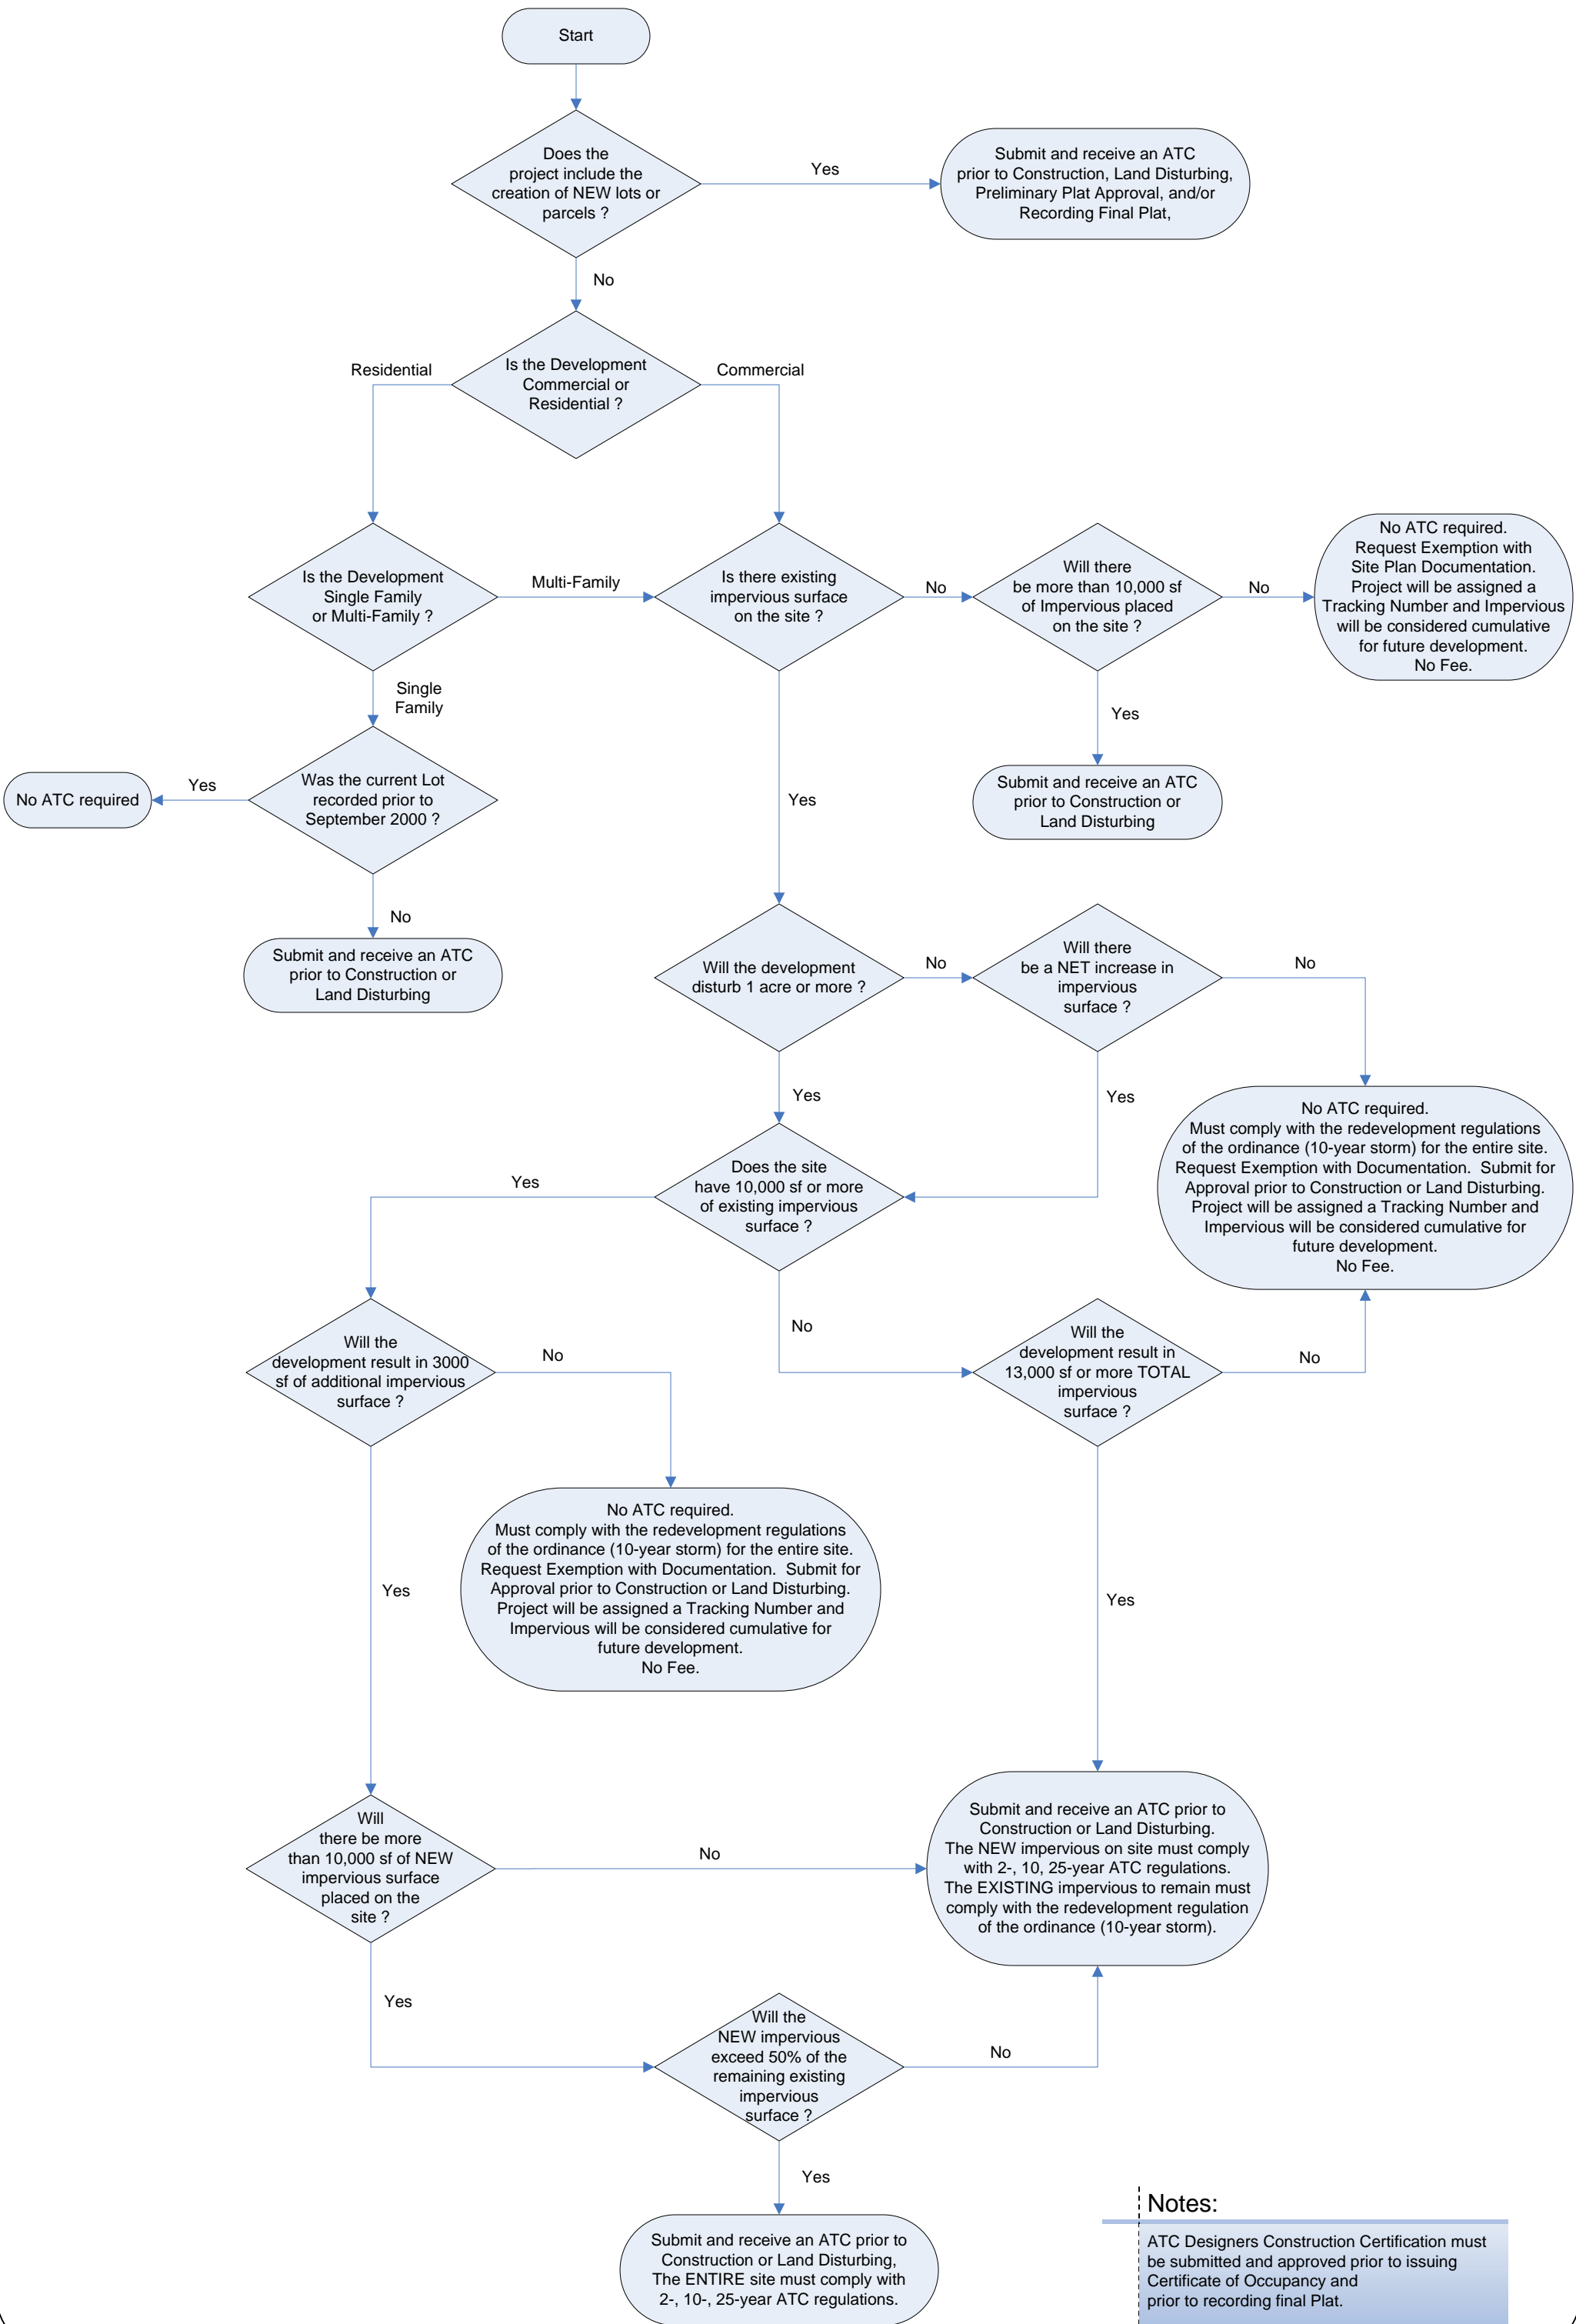 Start
Does the
project include the
creation of NEW lots or
parcels ?
Yes
Submit and receive an ATC
prior to Construction, Land Disturbing,
Preliminary Plat Approval, and/or
Recording Final Plat,
No
Is the Development
Commercial or
Residential ?
Residential
Commercial
Is the Development
Single Family
or Multi-Family ?
Multi-Family
Is there existing
impervious surface
on the site ?
No
Will there
be more than 10,000 sf
of Impervious placed
on the site ?
No
No ATC required.
Request Exemption with
Site Plan Documentation.
Project will be assigned a
Tracking Number and Impervious
will be considered cumulative
for future development.
No Fee.
Single
Family
Yes
Submit and receive an ATC
prior to Construction or
Land Disturbing
Was the current Lot
recorded prior to
September 2000 ?
Yes
No ATC required
No
Submit and receive an ATC
prior to Construction or
Land Disturbing
Yes
Will the development
disturb 1 acre or more ?
No
Will there
be a NET increase in
impervious
surface ?
No
Yes
Yes
No ATC required.
Must comply with the redevelopment regulations
of the ordinance (10-year storm) for the entire site.
Request Exemption with Documentation.  Submit for
Approval prior to Construction or Land Disturbing.
Project will be assigned a Tracking Number and
Impervious will be considered cumulative for
future development.
No Fee.
Does the site
have 10,000 sf or more
of existing impervious
surface ?
Yes
No
Will the
development result in 3000
sf of additional impervious
surface ?
No
Will the
development result in
13,000 sf or more TOTAL
impervious
surface ?
No
No ATC required.
Must comply with the redevelopment regulations
of the ordinance (10-year storm) for the entire site.
Request Exemption with Documentation.  Submit for
Approval prior to Construction or Land Disturbing.
Project will be assigned a Tracking Number and
Impervious will be considered cumulative for
future development.
No Fee.
Yes
Yes
Will
there be more
than 10,000 sf of NEW
impervious surface
placed on the
site ?
No
Submit and receive an ATC prior to
Construction or Land Disturbing.
The NEW impervious on site must comply
with 2-, 10, 25-year ATC regulations.
The EXISTING impervious to remain must
comply with the redevelopment regulation
of the ordinance (10-year storm).
Yes
Will the
NEW impervious
exceed 50% of the
remaining existing
impervious
surface ?
No
Yes
Submit and receive an ATC prior to
Construction or Land Disturbing,
The ENTIRE site must comply with
2-, 10-, 25-year ATC regulations.
Notes:
ATC Designers Construction Certification must
be submitted and approved prior to issuing
Certificate of Occupancy and
prior to recording final Plat.